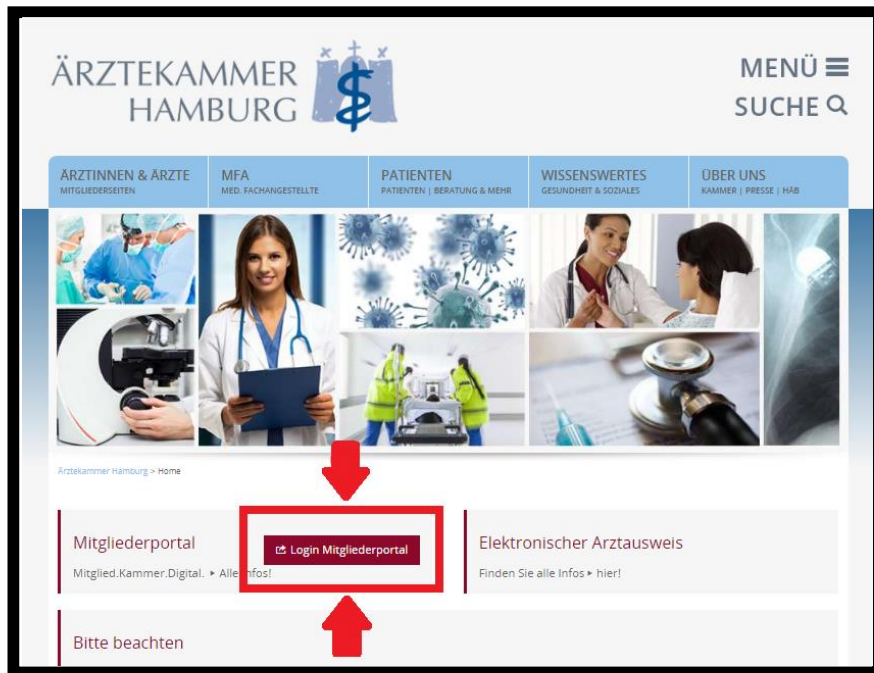 ÄRZTEKAMMER
HAMBURG
MENÜ
SUCHE
ÄRZTINNEN & ÄRZTE
MITGLIEDERSEITEN
MFA
MED. FACHANGESTELLTE
PATIENTEN
PATIENTEN | BERATUNG & MEHR
WISSENSWERTES
GESUNDHEIT & SOZIALES
ÜBER UNS
KAMMER | PRESSE | HÄB
Ärztekammer Hamburg > Home
Mitgliederportal
Login Mitgliederportal
Mitglied.Kammer.Digital. ▸ Alle Infos!
Elektronischer Arztausweis
Finden Sie alle Infos ▸ hier!
Bitte beachten